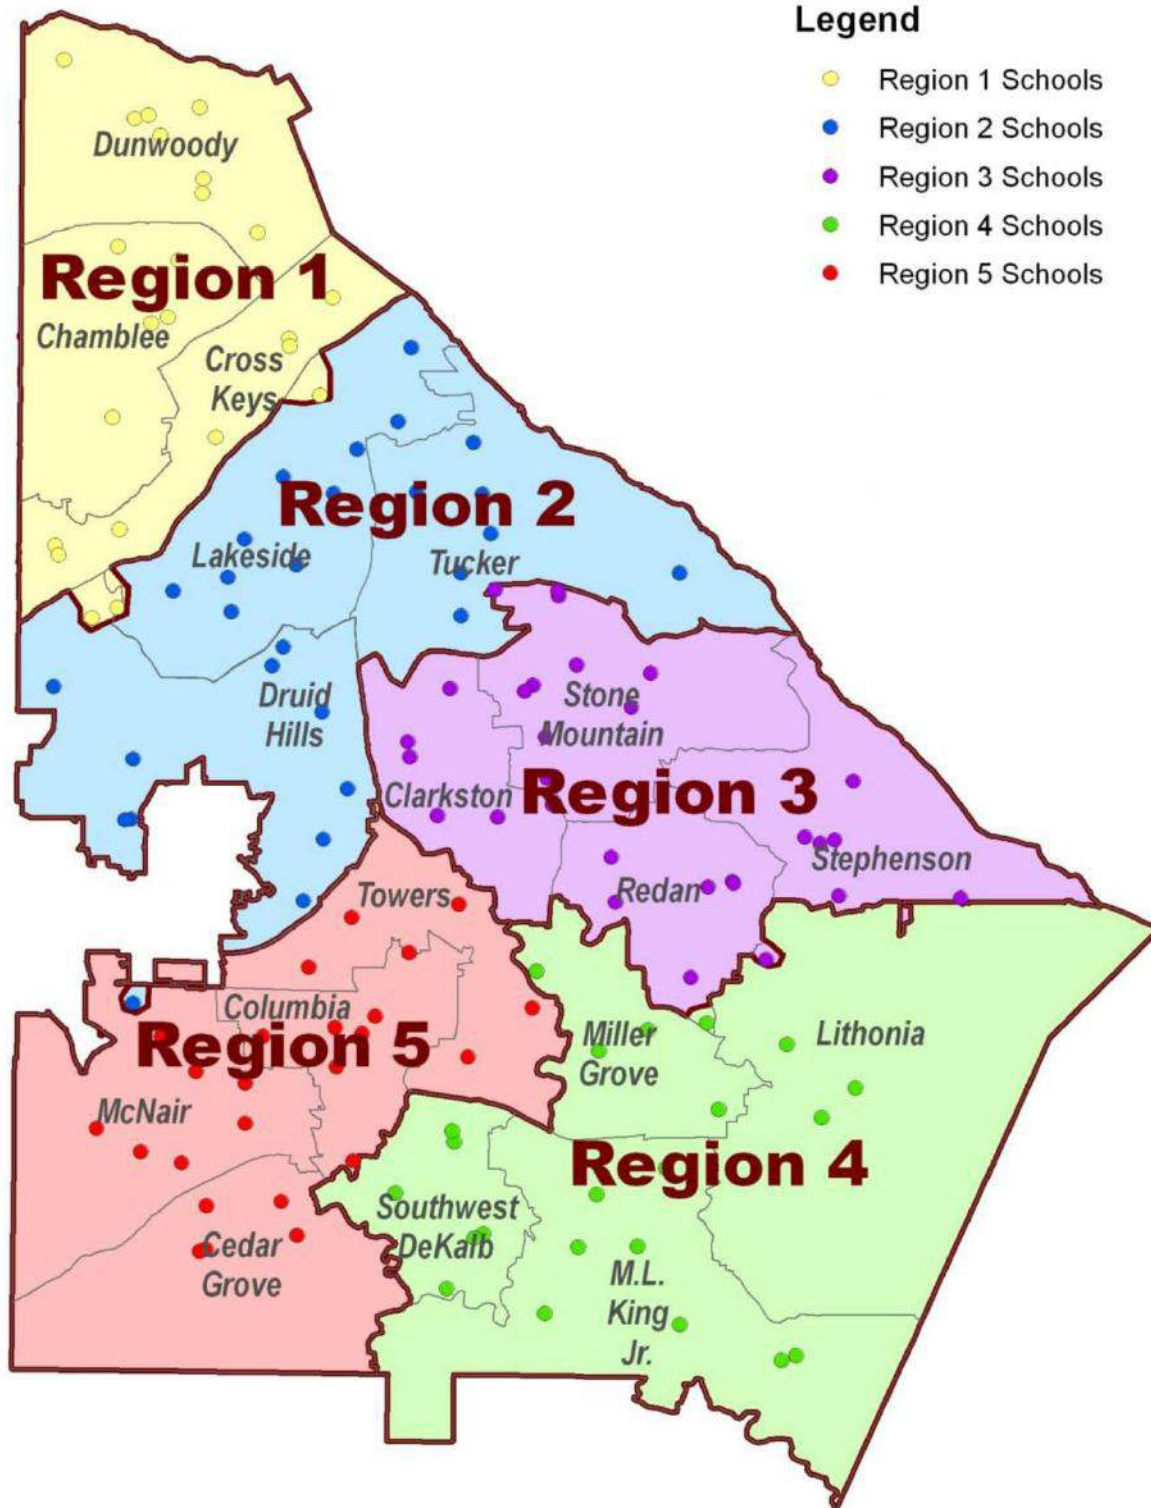 Legend
Region 1 Schools
Region 2 Schools
Region 3 Schools
Region 4 Schools
Region 5 Schools
Dunwoody
Region 1
Chamblee
Cross
Keys
Region 2
Lakeside
Tucker
Druid
Hills
Stone
Mountain
Clarkston
Region 3
Stephenson
Redan
Towers
Columbia
Region 5
McNair
Miller
Grove
Lithonia
Region 4
Southwest
DeKalb
Cedar
Grove
M.L.
King
Jr.